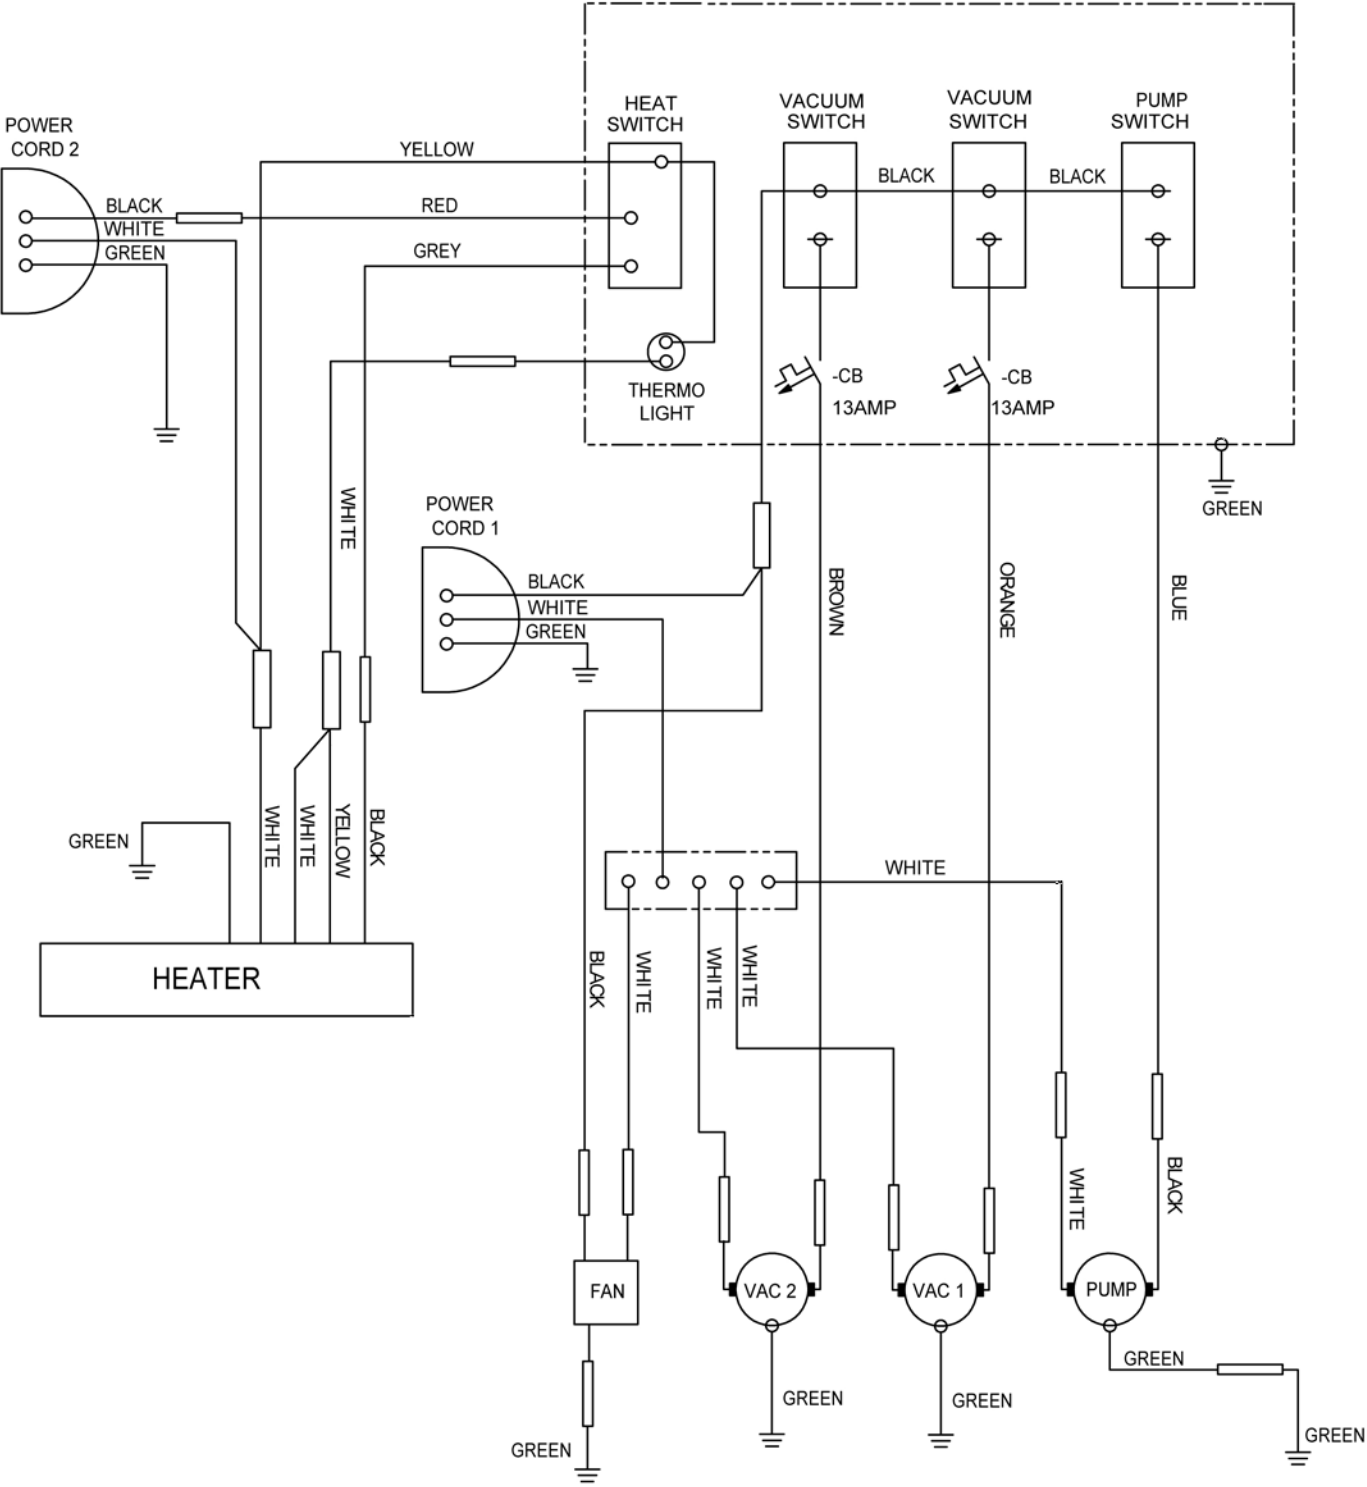 POWER
CORD 2
BLACK
WHITE
GREEN
YELLOW
RED
GREY
HEAT
SWITCH
VACUUM
SWITCH
VACUUM
SWITCH
PUMP
SWITCH
BLACK
BLACK
THERMO
LIGHT
-CB
13AMP
-CB
13AMP
GREEN
WHITE
POWER
CORD 1
BLACK
WHITE
GREEN
BROWN
ORANGE
BLUE
GREEN
WHITE
WHITE
YELLOW
BLACK
HEATER
WHITE
BLACK
WHITE
WHITE
WHITE
WHITE
BLACK
FAN
VAC 2
VAC 1
PUMP
GREEN
GREEN
GREEN
GREEN
GREEN